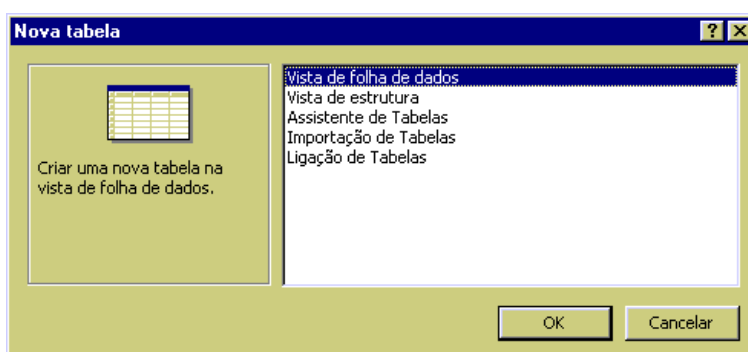 Nova tabela
Criar uma nova tabela na
vista de folha de dados.
Vista de folha de dados
Vista de estrutura
Assistente de Tabelas
Importação de Tabelas
Ligação de Tabelas
OK
Cancelar